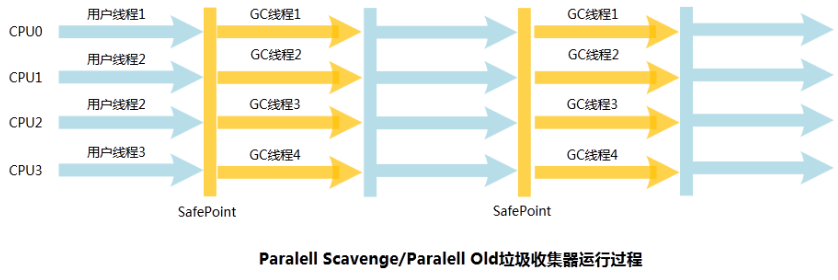 用户线程1 GC线程1 GC线程1
CPU0
用户线程2 GC线程2 GC线程2
CPU1
用户线程2 GC线程3 GC线程3
CPU2
用户线程3 GC线程4 GC线程4
CPU3
SafePoint SafePoint
Paralell Scavenge/Paralell Old垃圾收集器运行过程